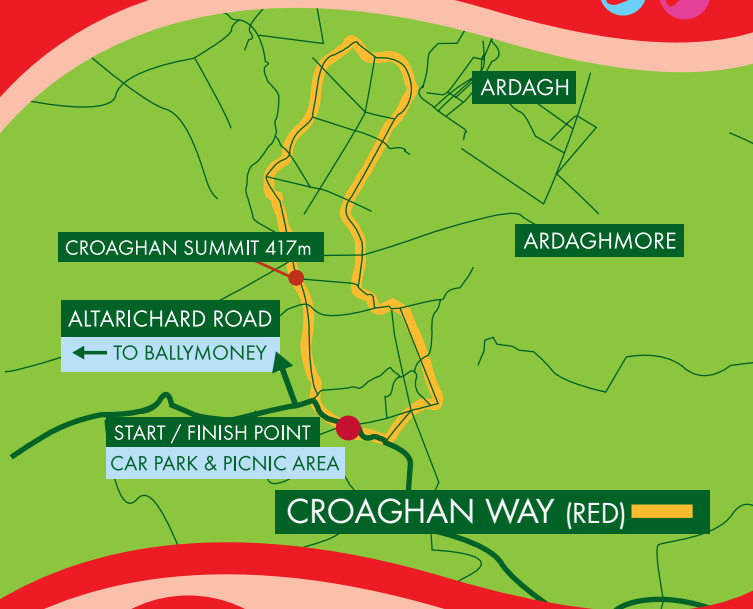 ARDAGH
ARDAGHMORE
CROAGHAN SUMMIT 417m
ALTARICHARD ROAD
TO BALLYMONEY
START / FINISH POINT
CAR PARK & PICNIC AREA
CROAGHAN WAY (RED)